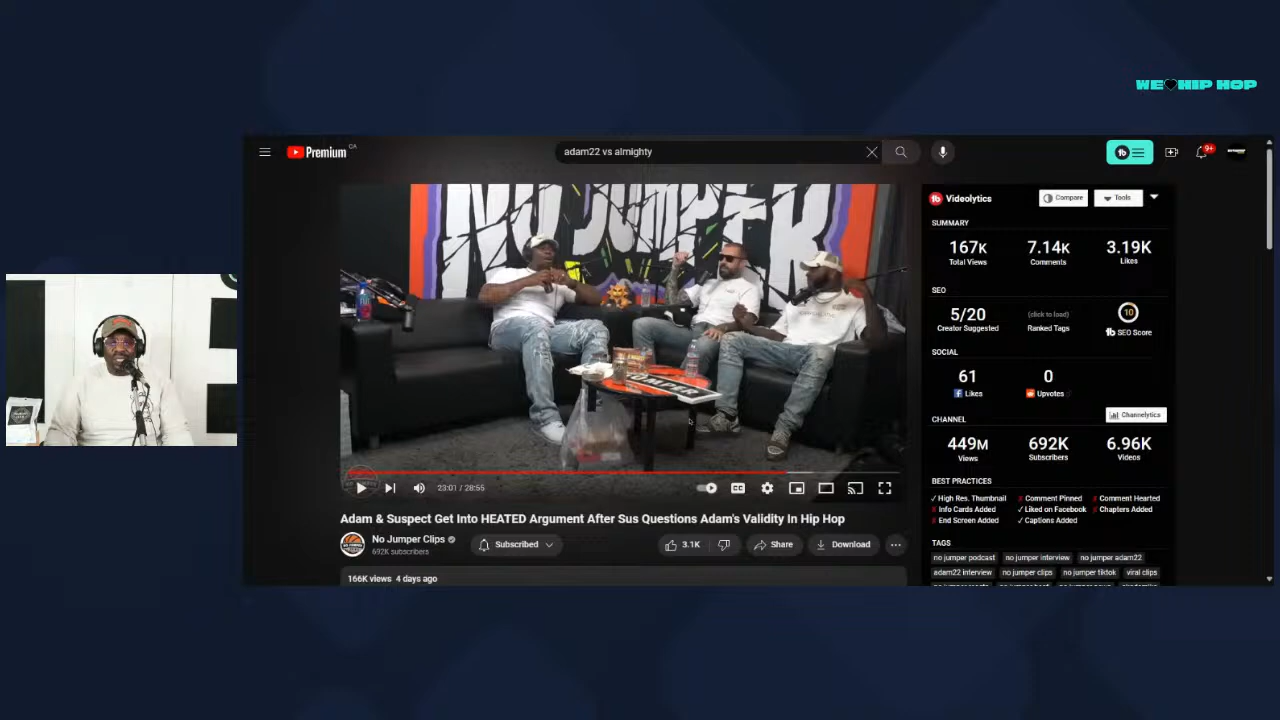 WE HIP HOP
Premium CA
adam22 vs almighty
9+
NO JUMPER
JUMPER
23:01 / 28:55
Adam & Suspect Get Into HEATED Argument After Sus Questions Adam's Validity In Hip Hop
No Jumper Clips
692K subscribers
Subscribed
3.1K
Share
Download
166K views 4 days ago
Videolytics
Compare
Tools
SUMMARY
167K 7.14K 3.19K
Total Views Comments Likes
SEO
5/20 (click to load) 10
Creator Suggested Ranked Tags SEO Score
SOCIAL
61 0
Likes Upvotes
CHANNEL
Channelytics
449M 692K 6.96K
Views Subscribers Videos
BEST PRACTICES
High Res. Thumbnail Comment Pinned Comment Hearted
Info Cards Added Liked on Facebook Chapters Added
End Screen Added Captions Added
TAGS
no jumper podcast no jumper interview no jumper adam22
adam22 interview no jumper clips no jumper tiktok viral clips